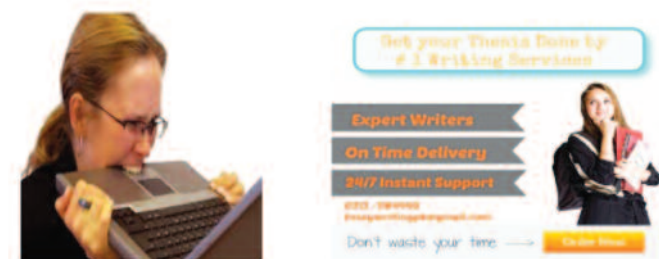 Get your Thesis Done by
# 1 Writing Services
Expert Writers
On Time Delivery
24/7 Instant Support
Don't waste your time
Order Now